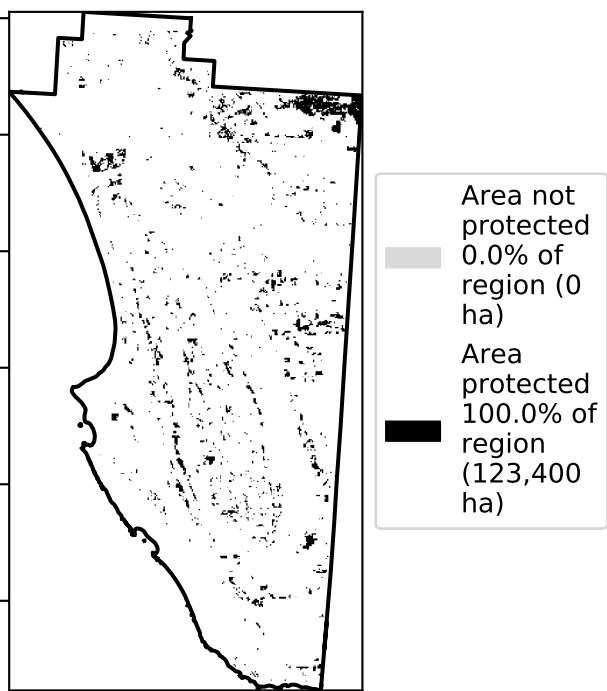 Area not
protected
0.0% of
region (0
ha)
Area
protected
100.0% of
region
(123,400
ha)